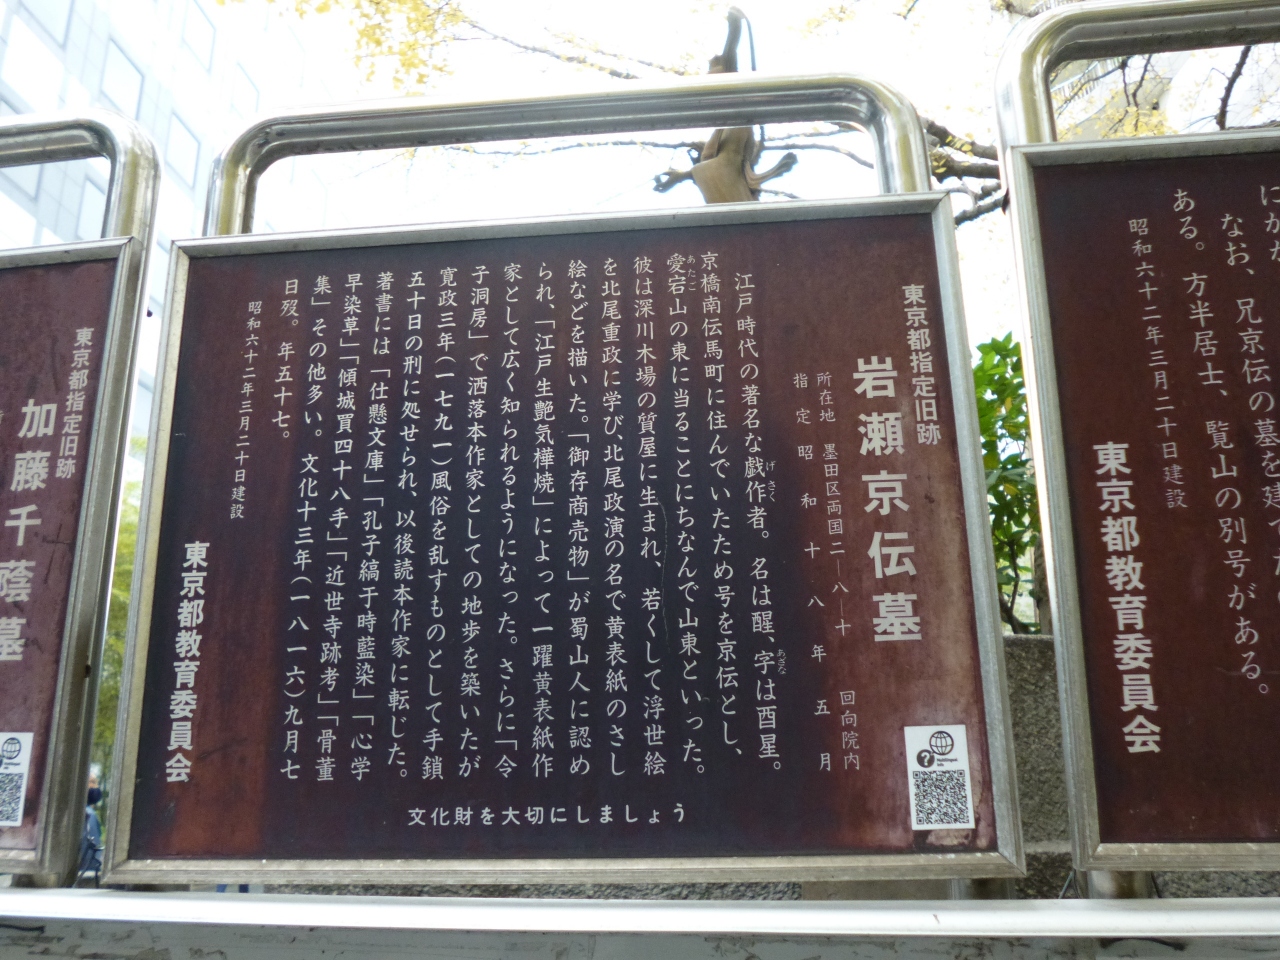 東京都指定旧跡
岩瀬京伝墓
所在地 墨田区両国二―八―十 回向院内
指定 昭和十八年五月
江戸時代の著名な戯作者。名は醒、字は酉星。
げさく
あざな
京橋南伝馬町に住んでいたため号を京伝とし、
愛宕山の東に当ることにちなんで山東といった。
あたご
彼は深川木場の質屋に生まれ、若くして浮世絵
を北尾重政に学び、北尾政演の名で黄表紙のさし
絵などを描いた。「御存商売物」が蜀山人に認め
られ、「江戸生艶気樺焼」によって一躍黄表紙作
家として広く知られるようになった。さらに「令
子洞房」で洒落本作家としての地歩を築いたが
寛政三年(一七九一)風俗を乱すものとして手鎖
五十日の刑に処せられ、以後読本作家に転じた。
著書には「仕懸文庫」「孔子縞于時藍染」「心学
早染草」「傾城買四十八手」「近世寺跡考」「骨董
集」その他多い。文化十三年(一八一六)九月七
日歿。年五十七。
昭和六十二年三月二十日建設
東京都教育委員会
文化財を大切にしましょう
東京都指定旧跡
加藤千蔭墓
なお、兄京伝の墓を建て
ある。方半居士、覧山の別号がある。
昭和六十二年三月二十日建設
東京都教育委員会